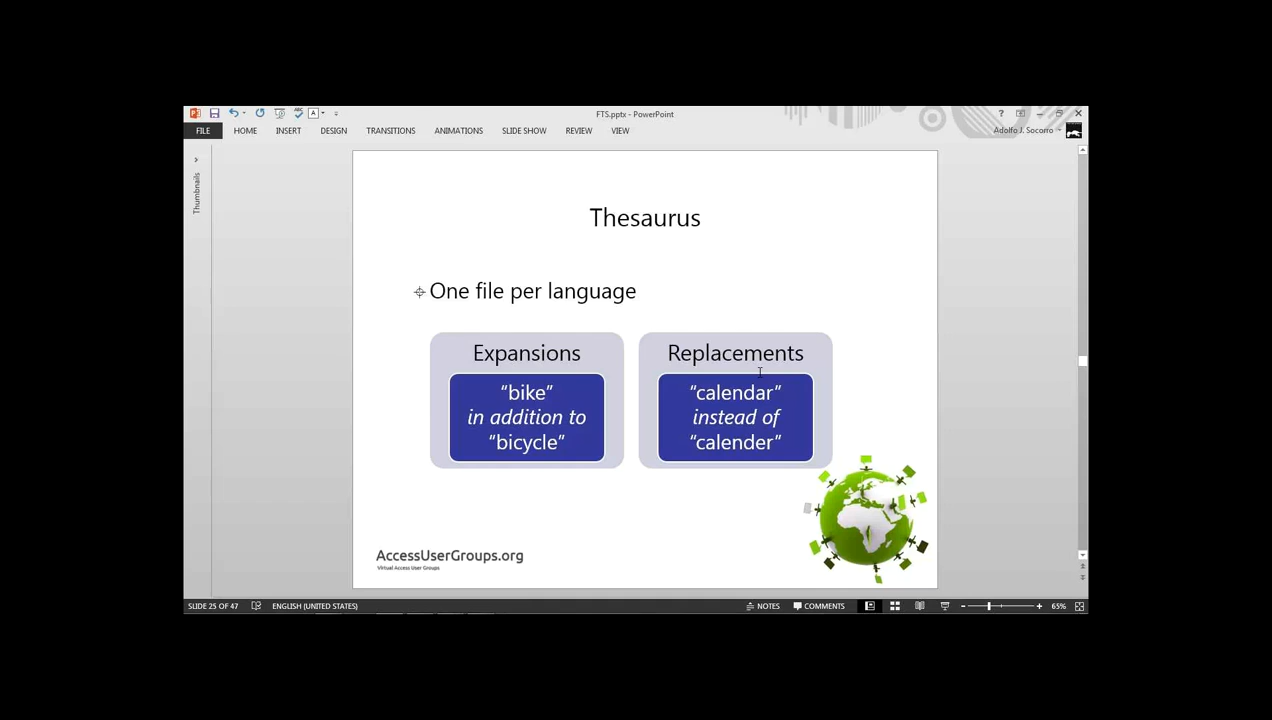 FTS.pptx - PowerPoint
FILE HOME INSERT DESIGN TRANSITIONS ANIMATIONS SLIDE SHOW REVIEW VIEW
Adolfo J. Socorro
Thumbnails
Thesaurus
One file per language
Expansions
"bike"
in addition to
"bicycle"
Replacements
"calendar"
instead of
"calender"
AccessUserGroups.org
Virtual Access User Groups
SLIDE 25 OF 47 ENGLISH (UNITED STATES) NOTES COMMENTS 65%